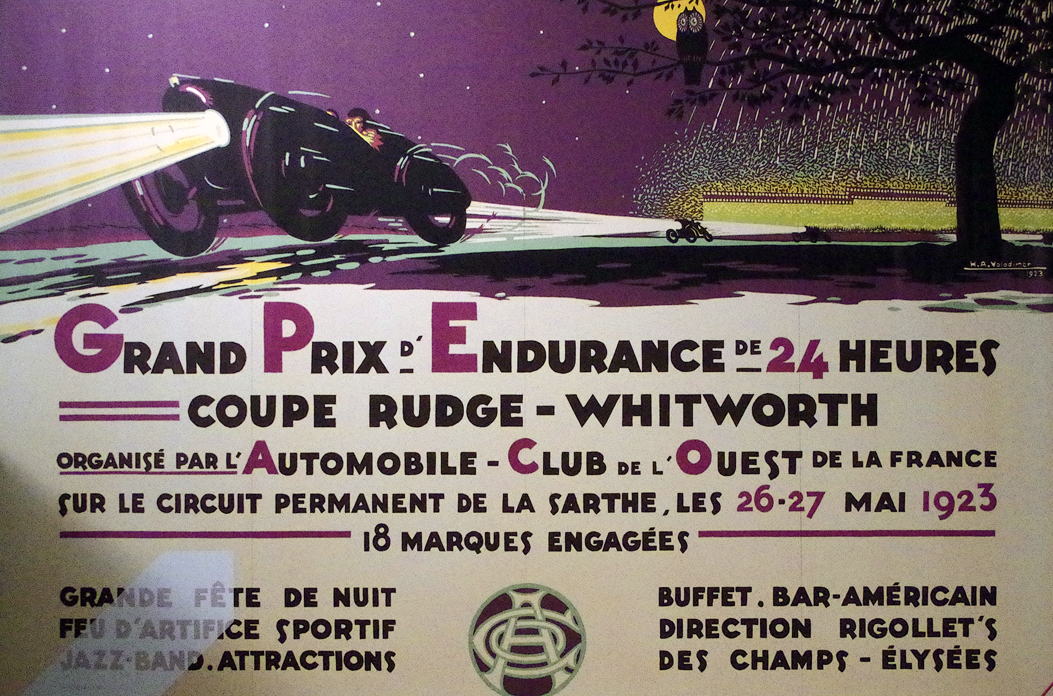 H.A. Volodimer
1923
GRAND PRIX D'ENDURANCE DE 24 HEURES
COUPE RUDGE-WHITWORTH
ORGANISÉ PAR L'AUTOMOBILE-CLUB DE L'OUEST DE LA FRANCE
SUR LE CIRCUIT PERMANENT DE LA SARTHE, LES 26-27 MAI 1923
18 MARQUES ENGAGÉES
GRANDE FÊTE DE NUIT
FEU D'ARTIFICE SPORTIF
JAZZ-BAND. ATTRACTIONS
BUFFET. BAR-AMÉRICAIN
DIRECTION RIGOLLET'S
DES CHAMPS-ÉLYSÉES